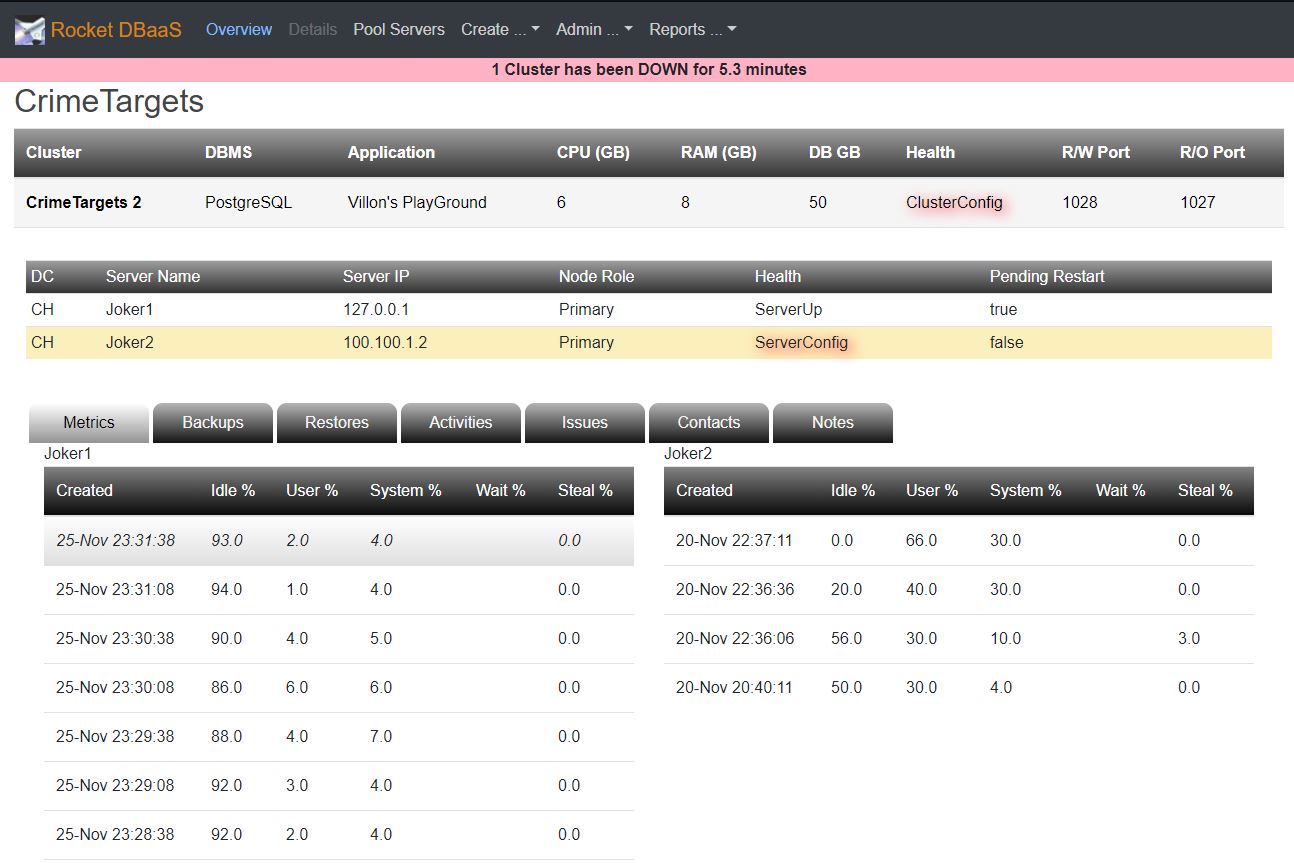 Rocket DBaaS Overview Details Pool Servers Create ... Admin ... Reports ...
1 Cluster has been DOWN for 5.3 minutes
CrimeTargets
Cluster DBMS Application CPU (GB) RAM (GB) DB GB Health R/W Port R/O Port
CrimeTargets 2 PostgreSQL Villon's PlayGround 6 8 50 ClusterConfig 1028 1027
DC Server Name Server IP Node Role Health Pending Restart
CH Joker1 127.0.0.1 Primary ServerUp true
CH Joker2 100.100.1.2 Primary ServerConfig false
Metrics Backups Restores Activities Issues Contacts Notes
Joker1
Created Idle % User % System % Wait % Steal %
25-Nov 23:31:38 93.0 2.0 4.0 0.0
25-Nov 23:31:08 94.0 1.0 4.0 0.0
25-Nov 23:30:38 90.0 4.0 5.0 0.0
25-Nov 23:30:08 86.0 6.0 6.0 0.0
25-Nov 23:29:38 88.0 4.0 7.0 0.0
25-Nov 23:29:08 92.0 3.0 4.0 0.0
25-Nov 23:28:38 92.0 2.0 4.0 0.0
Joker2
Created Idle % User % System % Wait % Steal %
20-Nov 22:37:11 0.0 66.0 30.0 0.0
20-Nov 22:36:36 20.0 40.0 30.0 0.0
20-Nov 22:36:06 56.0 30.0 10.0 3.0
20-Nov 20:40:11 50.0 30.0 4.0 0.0